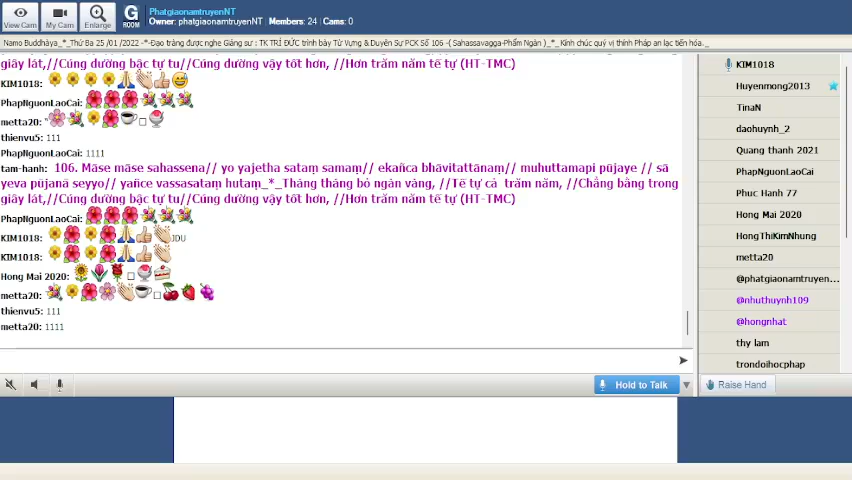 View Cam
My Cam
Enlarge
G
ROOM
PhatgiaonamtruyenNT
Owner: phatgiaonamtruyenNT | Members: 24 | Cams: 0
Namo Buddhàya_*_Thứ Ba 25 /01 /2022 -*-Đạo tràng được nghe Giảng sư : TK TRÍ ĐỨC trình bày Từ Vựng & Duyên Sự PCK Số 106 -( Sahassavagga-Phẩm Ngàn )_*_Kính chúc quý vị thính Pháp an lạc tiến hóa._
giây lát,//Cúng dường bậc tự tu//Cúng dường vậy tốt hơn, //Hơn trăm năm tế tự (HT-TMC)
KIM1018:
PhapNguonLaoCai:
metta20: "
thienvu5: 111
PhapNguonLaoCai: 1111
tam-hanh: 106. Māse māse sahassena// yo yajetha sataṃ samaṃ// ekañca bhāvitattānaṃ// muhuttamapi pūjaye // sā
yeva pūjanā seyyo// yañce vassasataṃ hutaṃ_*_Tháng tháng bỏ ngàn vàng, //Tế tự cả trăm năm, //Chẳng bằng trong
giây lát,//Cúng dường bậc tự tu//Cúng dường vậy tốt hơn, //Hơn trăm năm tế tự (HT-TMC)
PhapNguonLaoCai:
KIM1018: JDU
KIM1018:
Hong Mai 2020:
metta20:
thienvu5: 111
metta20: 1111
Hold to Talk
KIM1018
Huyenmong2013
TinaN
daohuynh_2
Quang thanh 2021
PhapNguonLaoCai
Phuc Hanh 77
Hong Mai 2020
HongThiKimNhung
metta20
@phatgiaonamtruyen...
@nhuthuynh109
@hongnhat
thy lam
trondoihocphap
Raise Hand